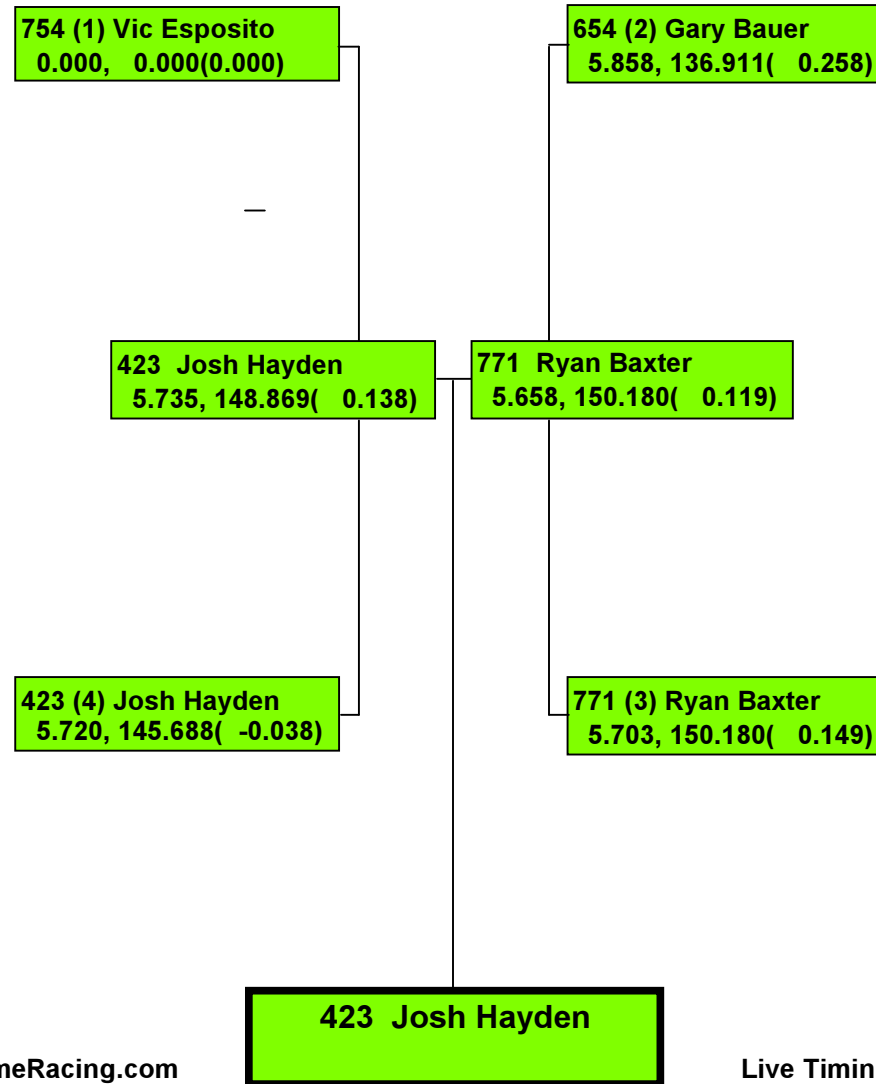 754 (1) Vic Esposito
0.000, 0.000(0.000)
654 (2) Gary Bauer
5.858, 136.911( 0.258)
423 Josh Hayden
5.735, 148.869( 0.138)
771 Ryan Baxter
5.658, 150.180( 0.119)
423 (4) Josh Hayden
5.720, 145.688( -0.038)
771 (3) Ryan Baxter
5.703, 150.180( 0.149)
423 Josh Hayden
meRacing.com
Live Timin